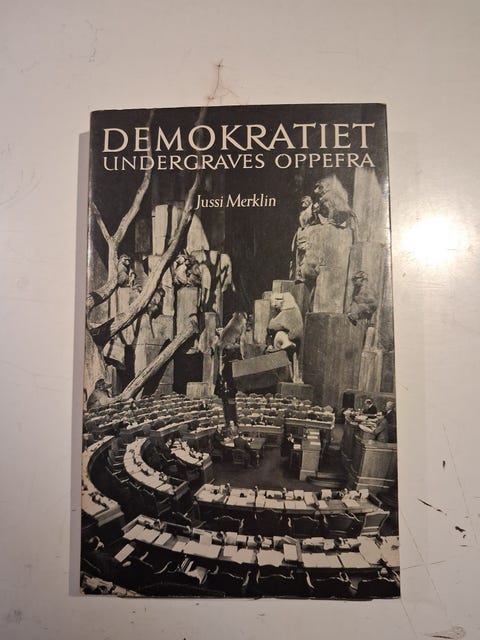 DEMOKRATIET
UNDERGRAVES OPPEFRA
Jussi Merklin